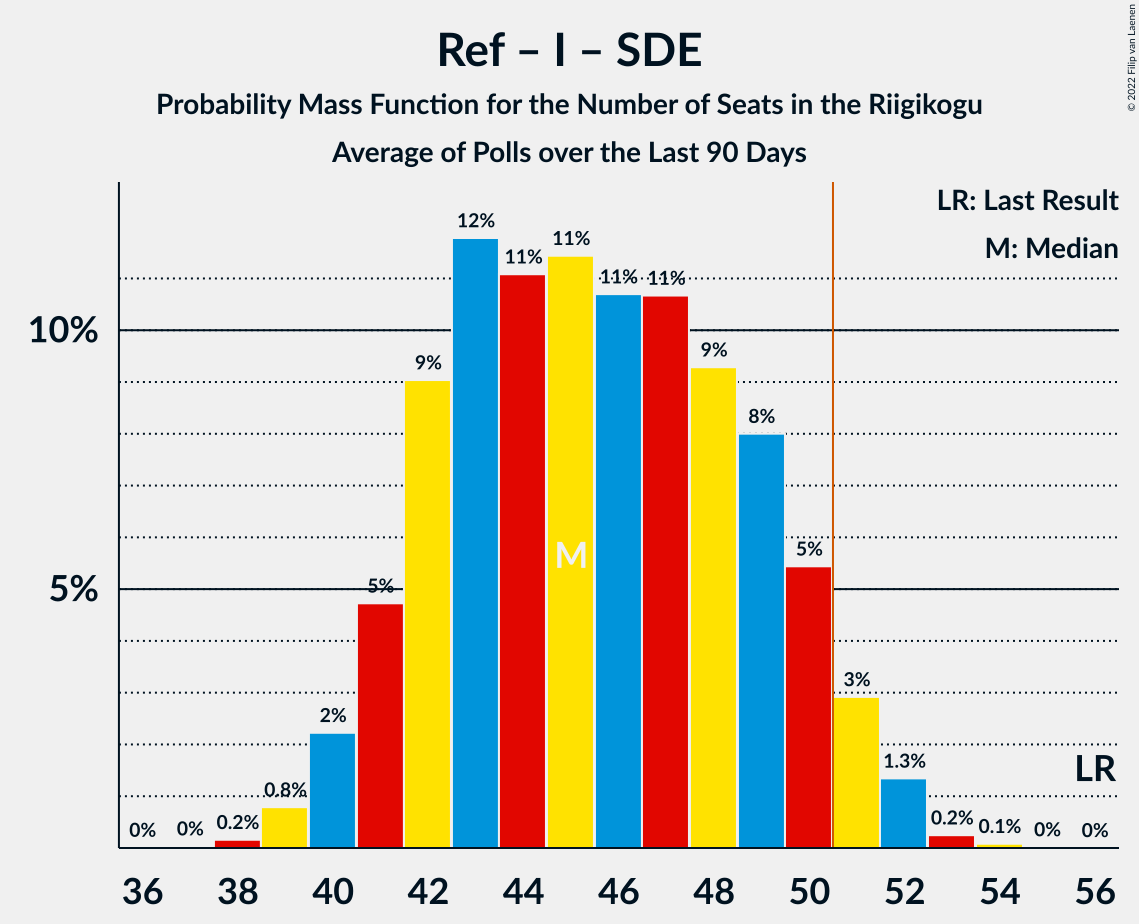 Ref – I – SDE
Probability Mass Function for the Number of Seats in the Riigikogu
Average of Polls over the Last 90 Days
© 2022 Filip van Laenen
LR: Last Result
M: Median
10%
5%
0%
0%
0.2%
0.8%
2%
5%
9%
12%
11%
11%
11%
11%
9%
8%
5%
3%
1.3%
0.2%
0.1%
0%
0%
M
LR
36 38 40 42 44 46 48 50 52 54 56